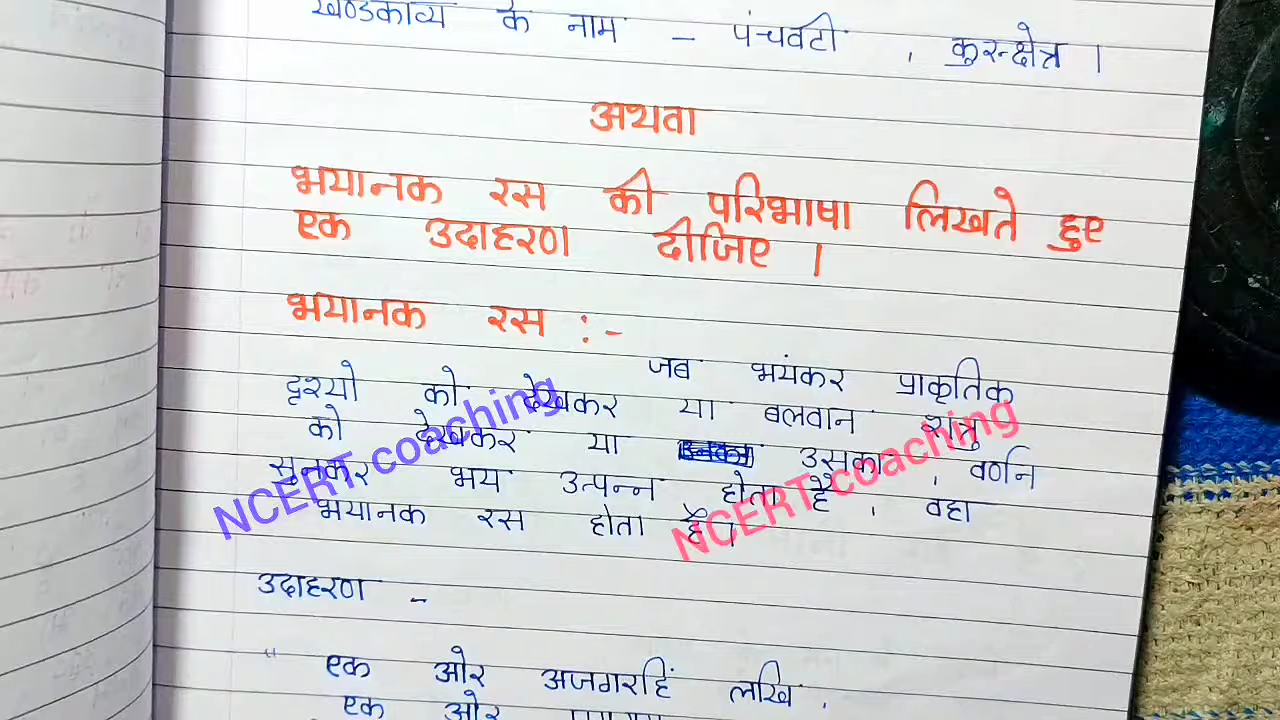 खण्डकाव्य के नाम - पंचवटी , कुरुक्षेत्र ।
अथवा
भयानक रस की परिभाषा लिखते हुए
एक उदाहरण दीजिए ।
भयानक रस :-
जब भयंकर प्राकृतिक
दृश्यो को देखकर या बलवान शत्रु
को देखकर या उसका , वर्णन
सुनकर भय उत्पन्न होता है , वहा
भयानक रस होता है ।
NCERT coaching
NCERT coaching
उदाहरण -
" एक ओर अजगरहिं लखि ,
एक ओर